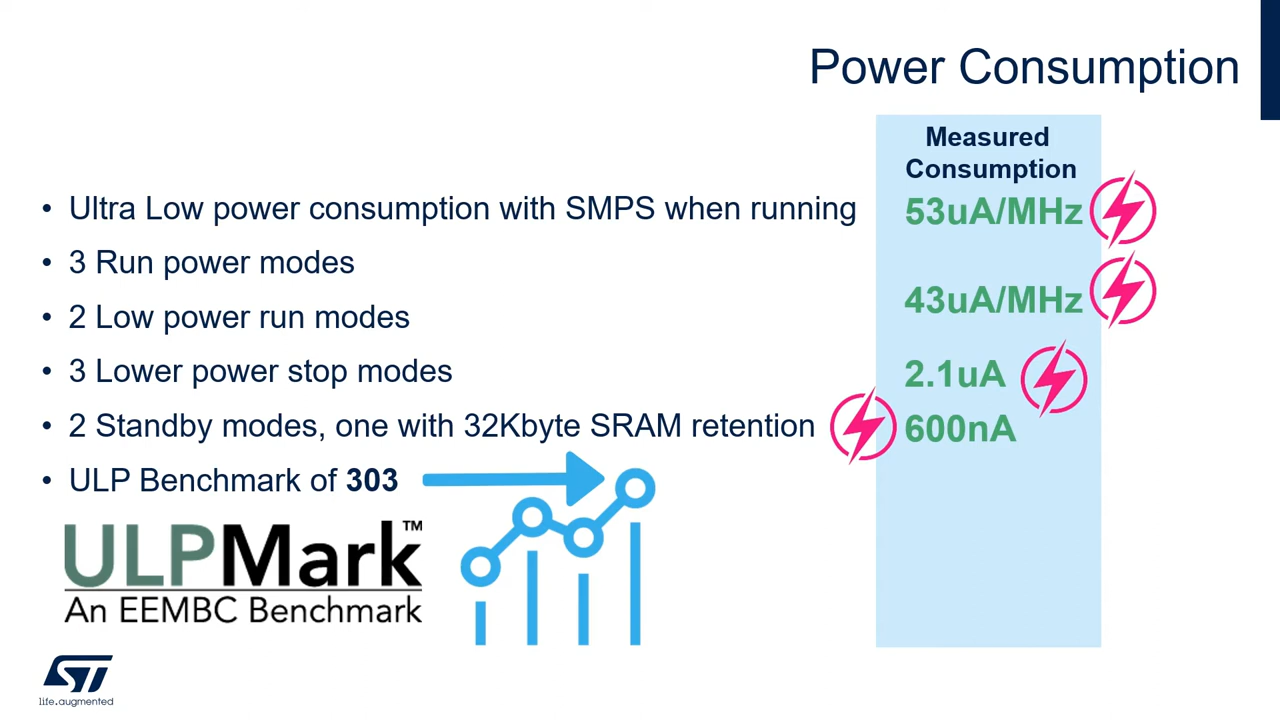 Power Consumption
Measured
Consumption
• Ultra Low power consumption with SMPS when running
53uA/MHz
• 3 Run power modes
• 2 Low power run modes
43uA/MHz
• 3 Lower power stop modes
2.1uA
• 2 Standby modes, one with 32Kbyte SRAM retention
600nA
• ULP Benchmark of 303
ULPMark™
An EEMBC Benchmark
ST
life.augmented